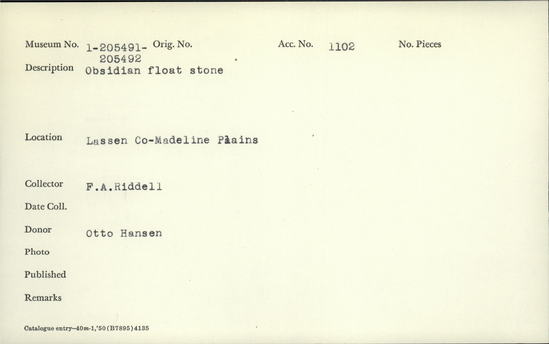 Museum No. 1-205491- Orig. No. Acc. No. 1102 No. Pieces
205492
Description Obsidian float stone
Location Lassen Co-Madeline Plains
Collector F.A.Riddell
Date Coll.
Donor Otto Hansen
Photo
Published
Remarks
Catalogue entry—40m-1,'50(B7895)4135